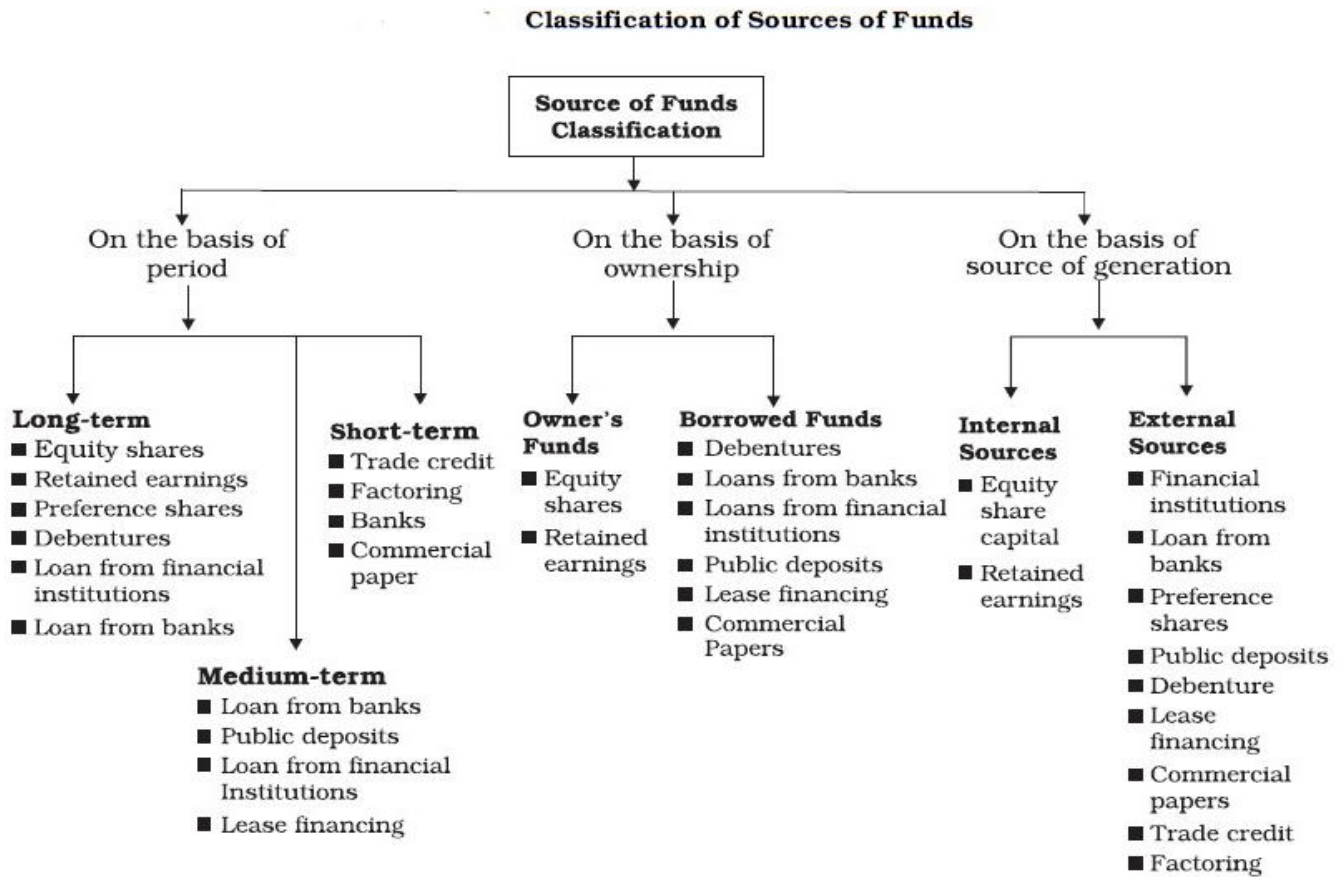 Classification of Sources of Funds
Source of Funds
Classification
On the basis of
period
On the basis of
ownership
On the basis of
source of generation
Long-term
■ Equity shares
■ Retained earnings
■ Preference shares
■ Debentures
■ Loan from financial
institutions
■ Loan from banks
Medium-term
■ Loan from banks
■ Public deposits
■ Loan from financial
Institutions
■ Lease financing
Short-term
■ Trade credit
■ Factoring
■ Banks
■ Commercial
paper
Owner's
Funds
■ Equity
shares
■ Retained
earnings
Borrowed Funds
■ Debentures
■ Loans from banks
■ Loans from financial
institutions
■ Public deposits
■ Lease financing
■ Commercial
Papers
Internal
Sources
■ Equity
share
capital
■ Retained
earnings
External
Sources
■ Financial
institutions
■ Loan from
banks
■ Preference
shares
■ Public deposits
■ Debenture
■ Lease
financing
■ Commercial
papers
■ Trade credit
■ Factoring